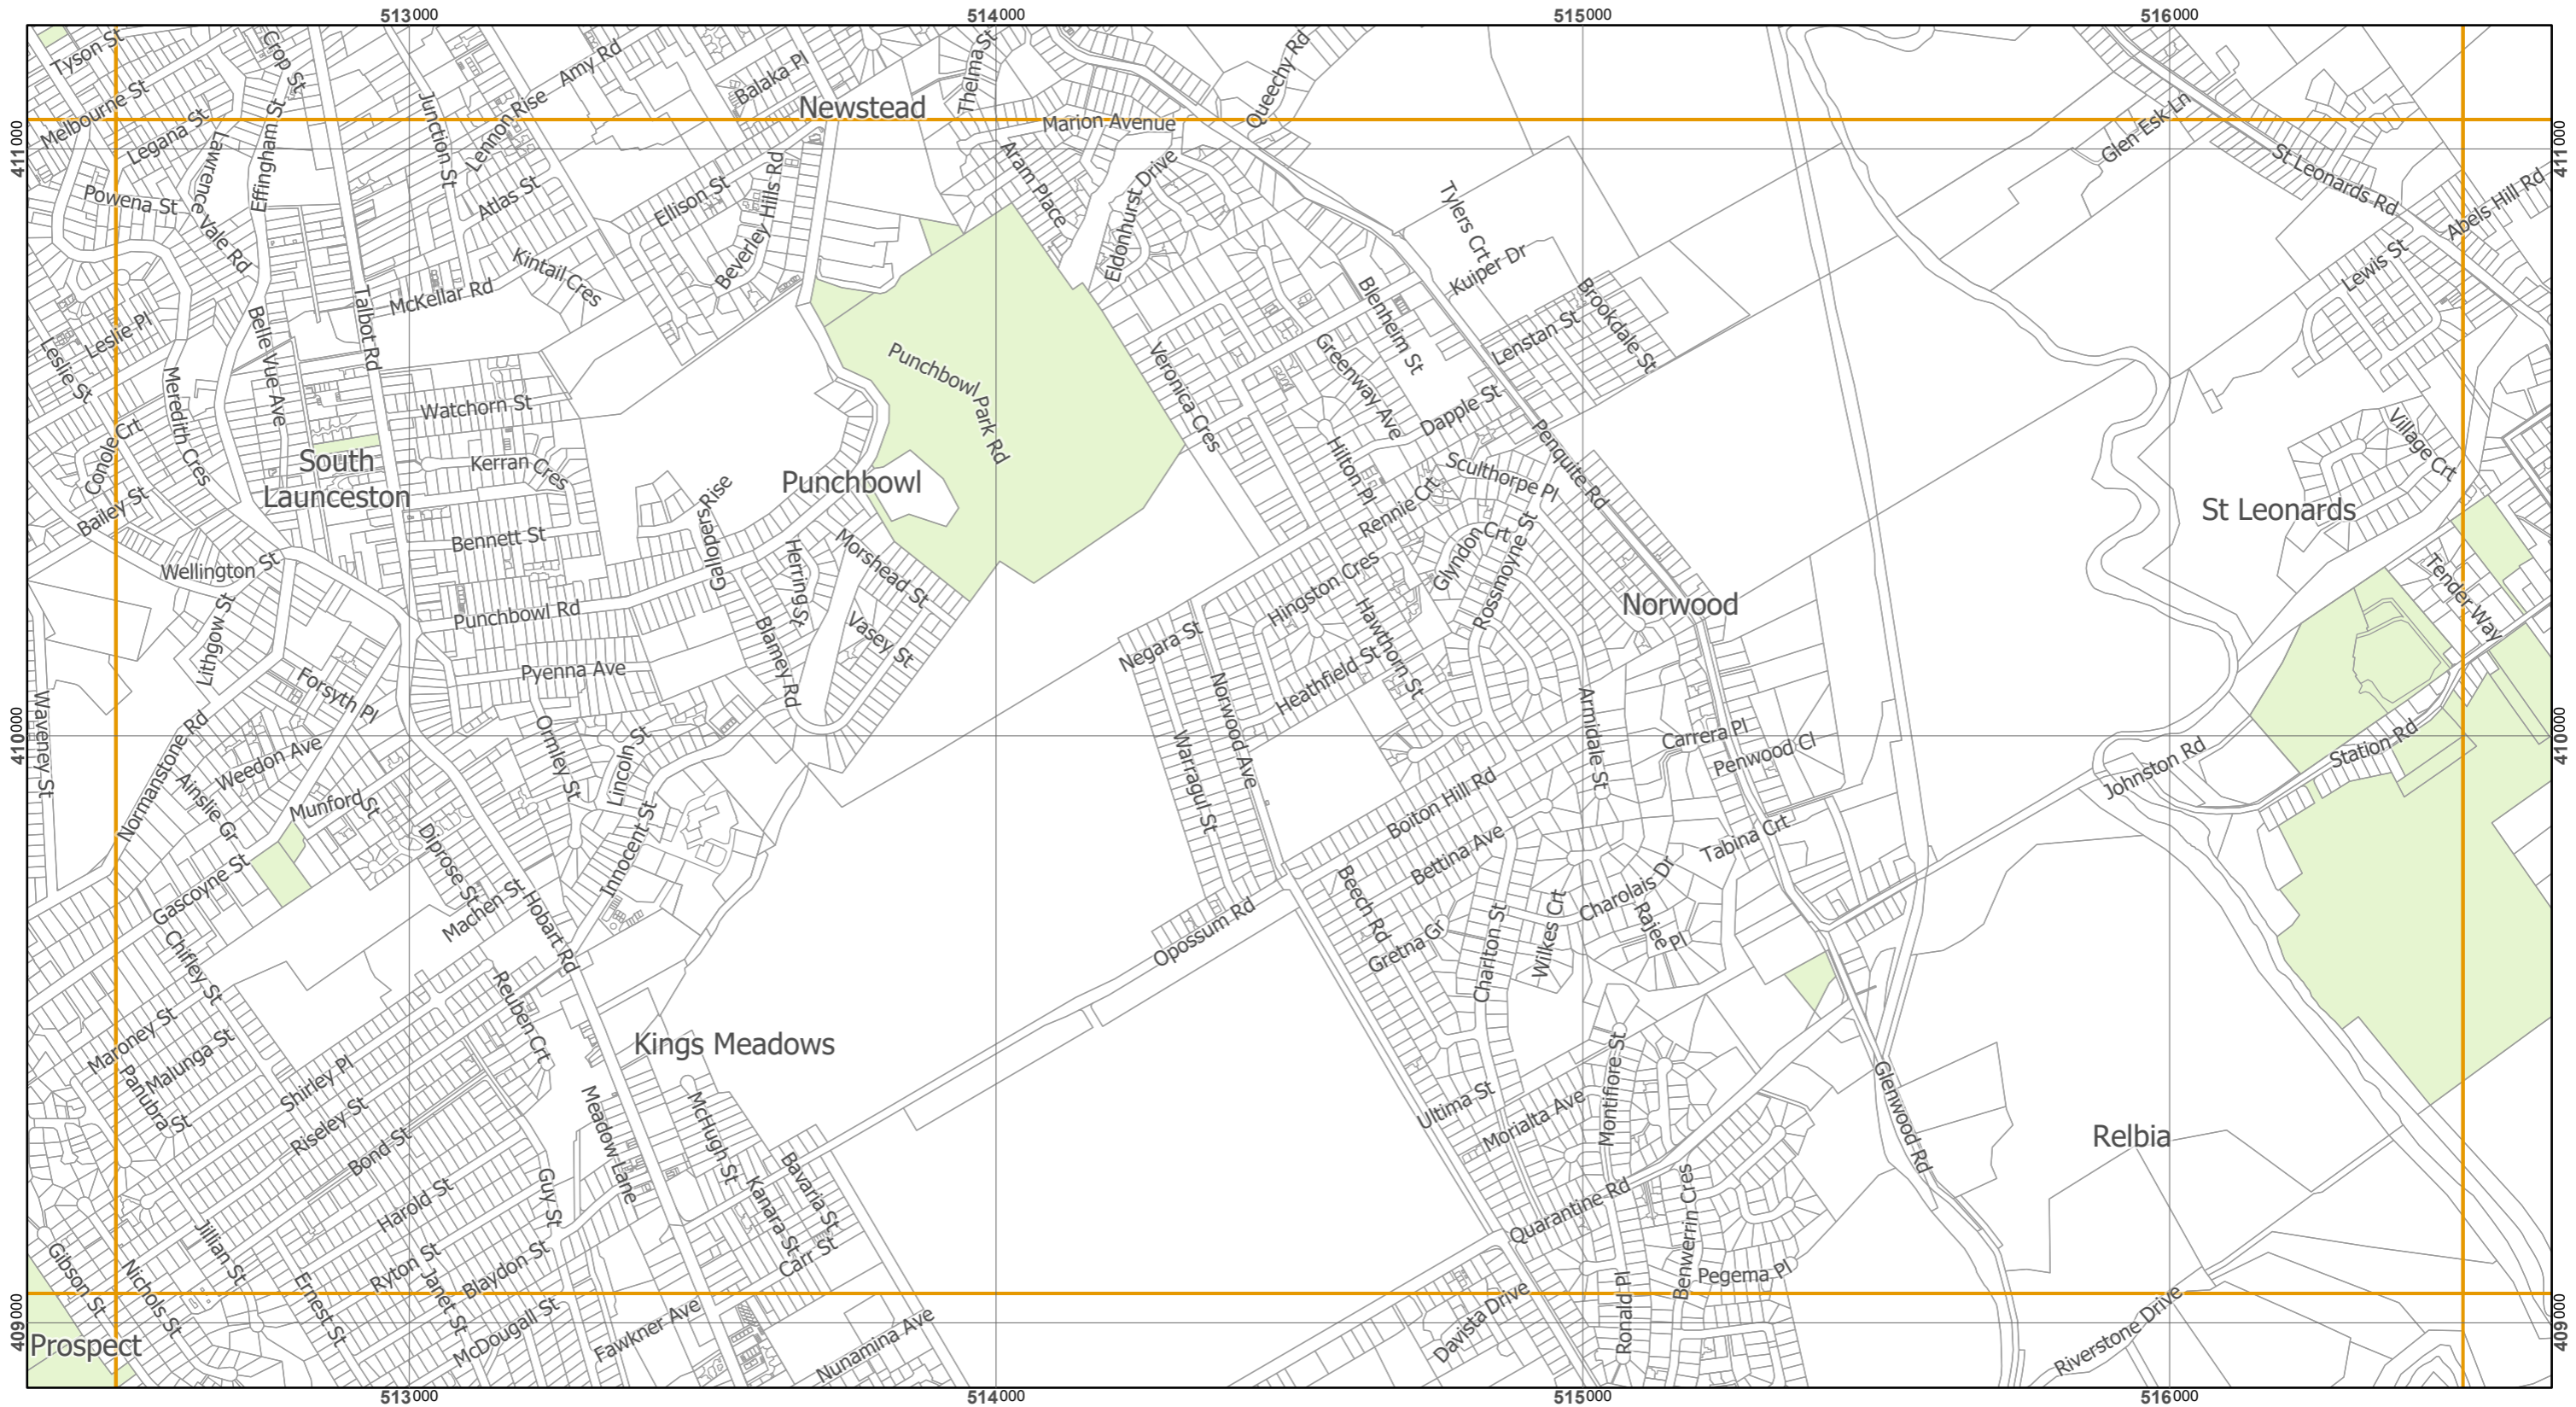 513000 514000 515000 516000
411000
410000
409000
411000
410000
409000
513000 514000 515000 516000
Tyson St
Crop St
Melbourne St
Legana St
Lawrence Vale Rd
Effingham St
Powena St
Junction St
Lennon Rise
Amy Rd
Balaka Pl
Newstead
Thelma St
Queechy Rd
Marion Avenue
Aram Place
Eldonhurst Drive
Atlas St
Ellison St
Beverley Hills Rd
Kintail Cres
McKellar Rd
Talbot Rd
Belle Vue Ave
Leslie Pl
Leslie St
Meredith Cres
Conole Crt
Bailey St
Watchorn St
South
Launceston
Kerran Cres
Bennett St
Wellington St
Punchbowl Rd
Gallopers Rise
Punchbowl
Punchbowl Park Rd
Herring St
Morshead St
Vasey St
Blamey Rd
Pyenna Ave
Lithgow St
Forsyth Pl
Waveney St
Normanstone Rd
Weedon Ave
Ainslie Gr
Munford St
Ormley St
Lincoln St
Innocent St
Diprose St
Machen St
Hobart Rd
Gascoyne St
Chifley St
Reuben Crt
Maroney St
Malunga St
Panubra St
Shirley Pl
Riseley St
Bond St
Harold St
Kings Meadows
Meadow Lane
McHugh St
Bavaria St
Kanara St
Carr St
Guy St
Jillian St
Gibson St
Nichols St
Ernest St
Ryton St
Janet St
Blaydon St
McDougall St
Fawkner Ave
Nunamina Ave
Prospect
Tylers Crt
Kuiper Dr
Blenheim St
Lenstan St
Brookdale St
Greenway Ave
Veronica Cres
Dapple St
Penquite Rd
Hilton Pl
Sculthorpe Pl
Rennie Crt
Glyndon Crt
Rossmoyne St
Hingston Cres
Hawthorn St
Negara St
Heathfield St
Norwood Ave
Warragul St
Norwood
Armidale St
Carrera Pl
Penwood Cl
Boiton Hill Rd
Bettina Ave
Tabina Crt
Charolais Dr
Rajee Pl
Wilkes Crt
Charlton St
Beech Rd
Gretna Gr
Opossum Rd
Ultima St
Morialta Ave
Montifiore St
Quarantine Rd
Benwerrin Cres
Pegema Pl
Ronald Pl
Davista Drive
Glenwood Rd
Relbia
Riverstone Drive
Glen Esk Ln
St Leonards Rd
Abels Hill Rd
Lewis St
Village Crt
St Leonards
Tender Way
Station Rd
Johnston Rd